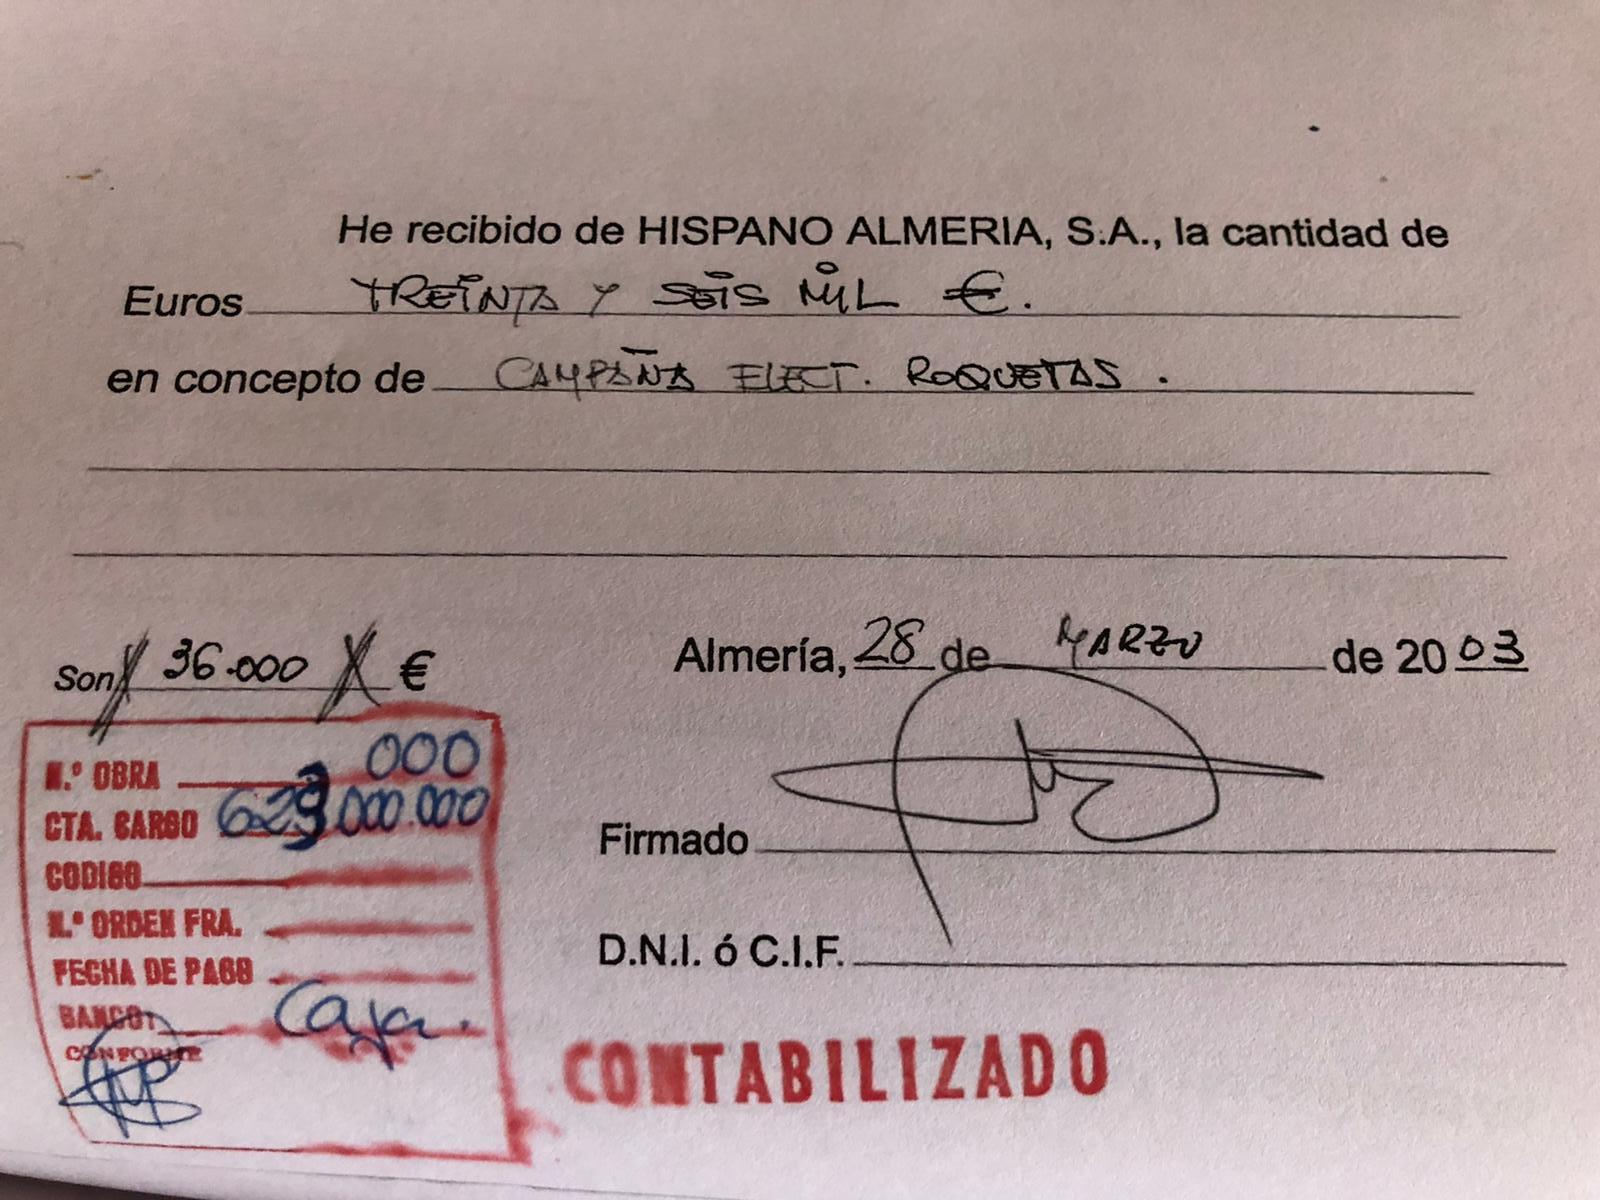 He recibido de HISPANO ALMERIA, S.A., la cantidad de
Euros TREINTA Y SEIS MIL €.
en concepto de CAMPAÑA ELECT. ROQUETAS.
Son 36.000 €
Almería, 28 de MARZO de 2003
N.º OBRA 000
CTA. CARGO 629000.000
CODIGO
N.º ORDEN FRA.
FECHA DE PAGO
BANCO Caja.
CONFORME
Firmado
D.N.I. ó C.I.F.
CONTABILIZADO